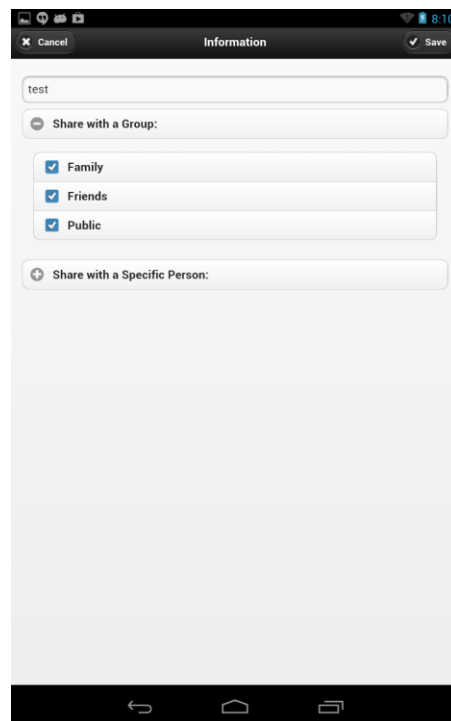 8:10
Cancel Information Save
test
Share with a Group:
Family
Friends
Public
Share with a Specific Person: